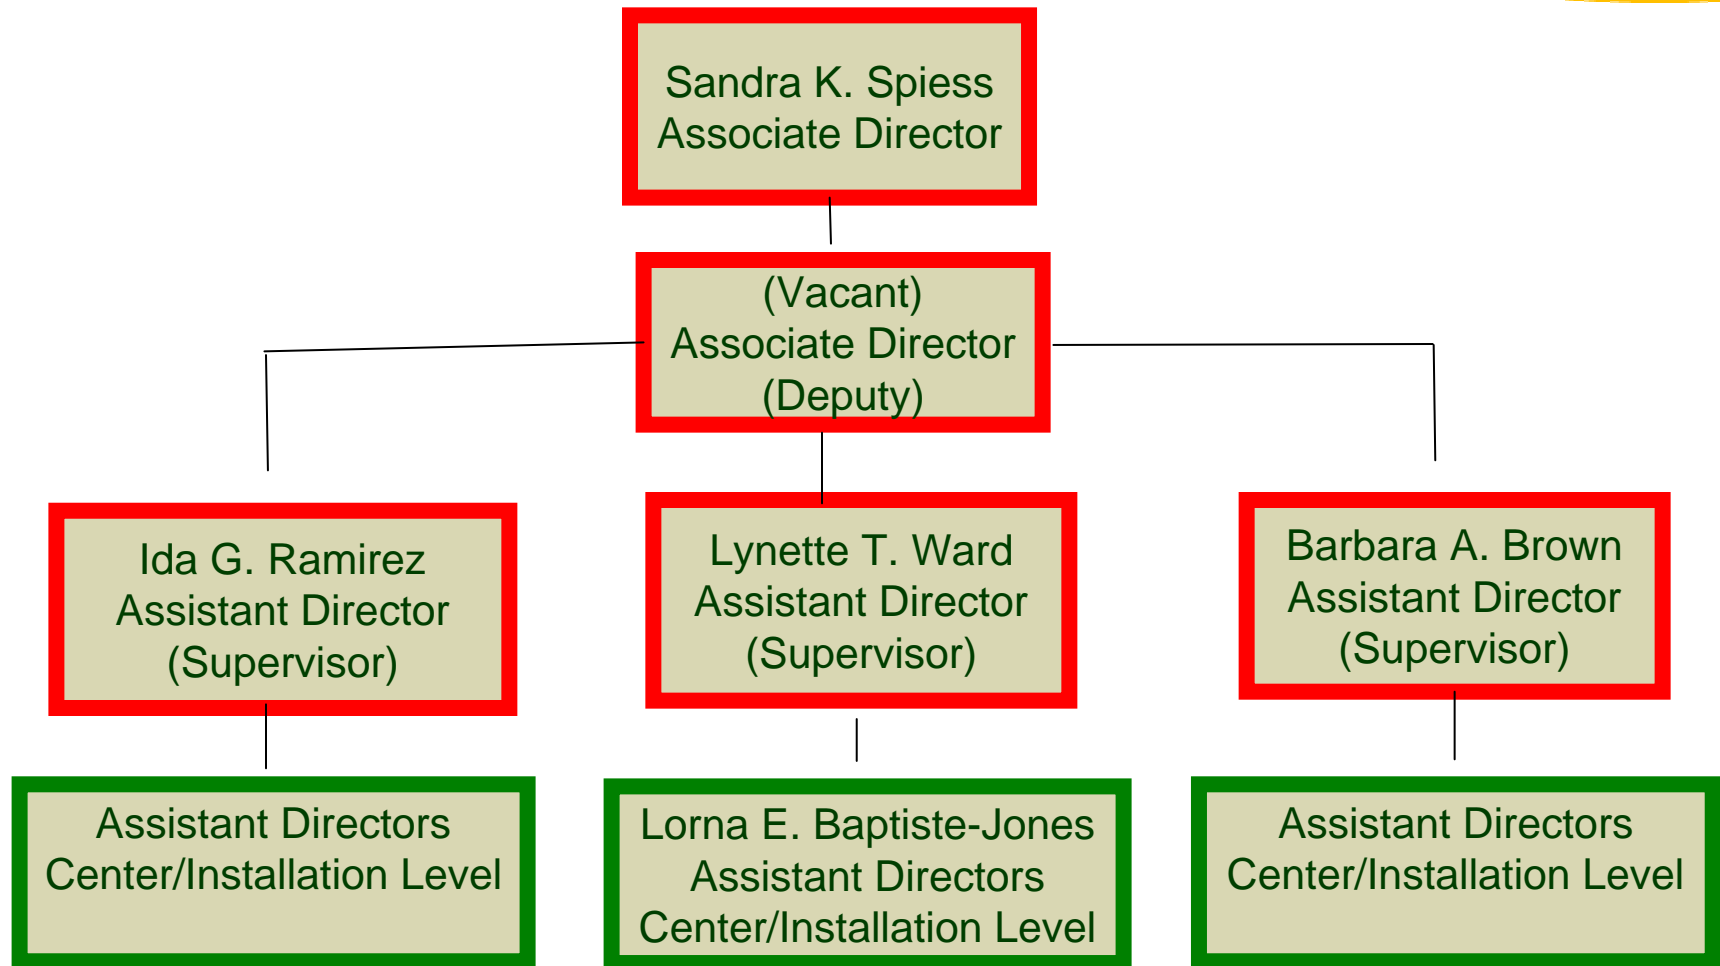 Sandra K. Spiess
Associate Director
(Vacant)
Associate Director
(Deputy)
Ida G. Ramirez
Assistant Director
(Supervisor)
Lynette T. Ward
Assistant Director
(Supervisor)
Barbara A. Brown
Assistant Director
(Supervisor)
Assistant Directors
Center/Installation Level
Lorna E. Baptiste-Jones
Assistant Directors
Center/Installation Level
Assistant Directors
Center/Installation Level